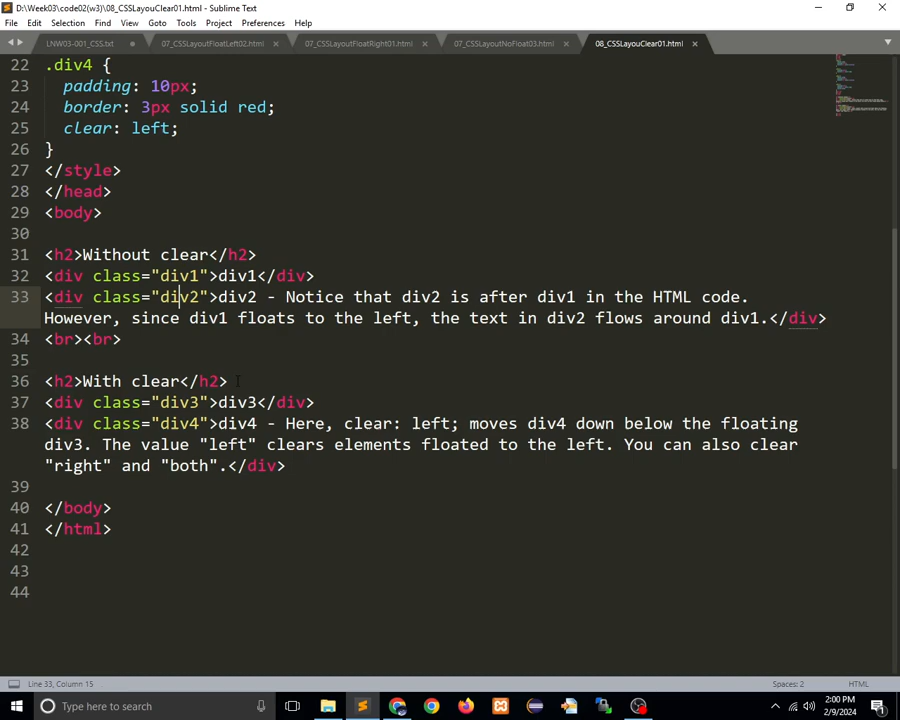 D:\Week03\code02(w3)\08_CSSLayouClear01.html - Sublime Text
File Edit Selection Find View Goto Tools Project Preferences Help
LNW03-001_CSS.txt 07_CSSLayoutFloatLeft02.html 07_CSSLayoutFloatRight01.html 07_CSSLayoutNoFloat03.html 08_CSSLayouClear01.html
22 .div4 {
23 padding: 10px;
24 border: 3px solid red;
25 clear: left;
26 }
27 </style>
28 </head>
29 <body>
30
31 <h2>Without clear</h2>
32 <div class="div1">div1</div>
33 <div class="div2">div2 - Notice that div2 is after div1 in the HTML code.
However, since div1 floats to the left, the text in div2 flows around div1.</div>
34 <br><br>
35
36 <h2>With clear</h2>
37 <div class="div3">div3</div>
38 <div class="div4">div4 - Here, clear: left; moves div4 down below the floating
div3. The value "left" clears elements floated to the left. You can also clear
"right" and "both".</div>
39
40 </body>
41 </html>
42
43
44
Line 33, Column 15 Spaces: 2 HTML
Type here to search
2:00 PM
2/9/2024